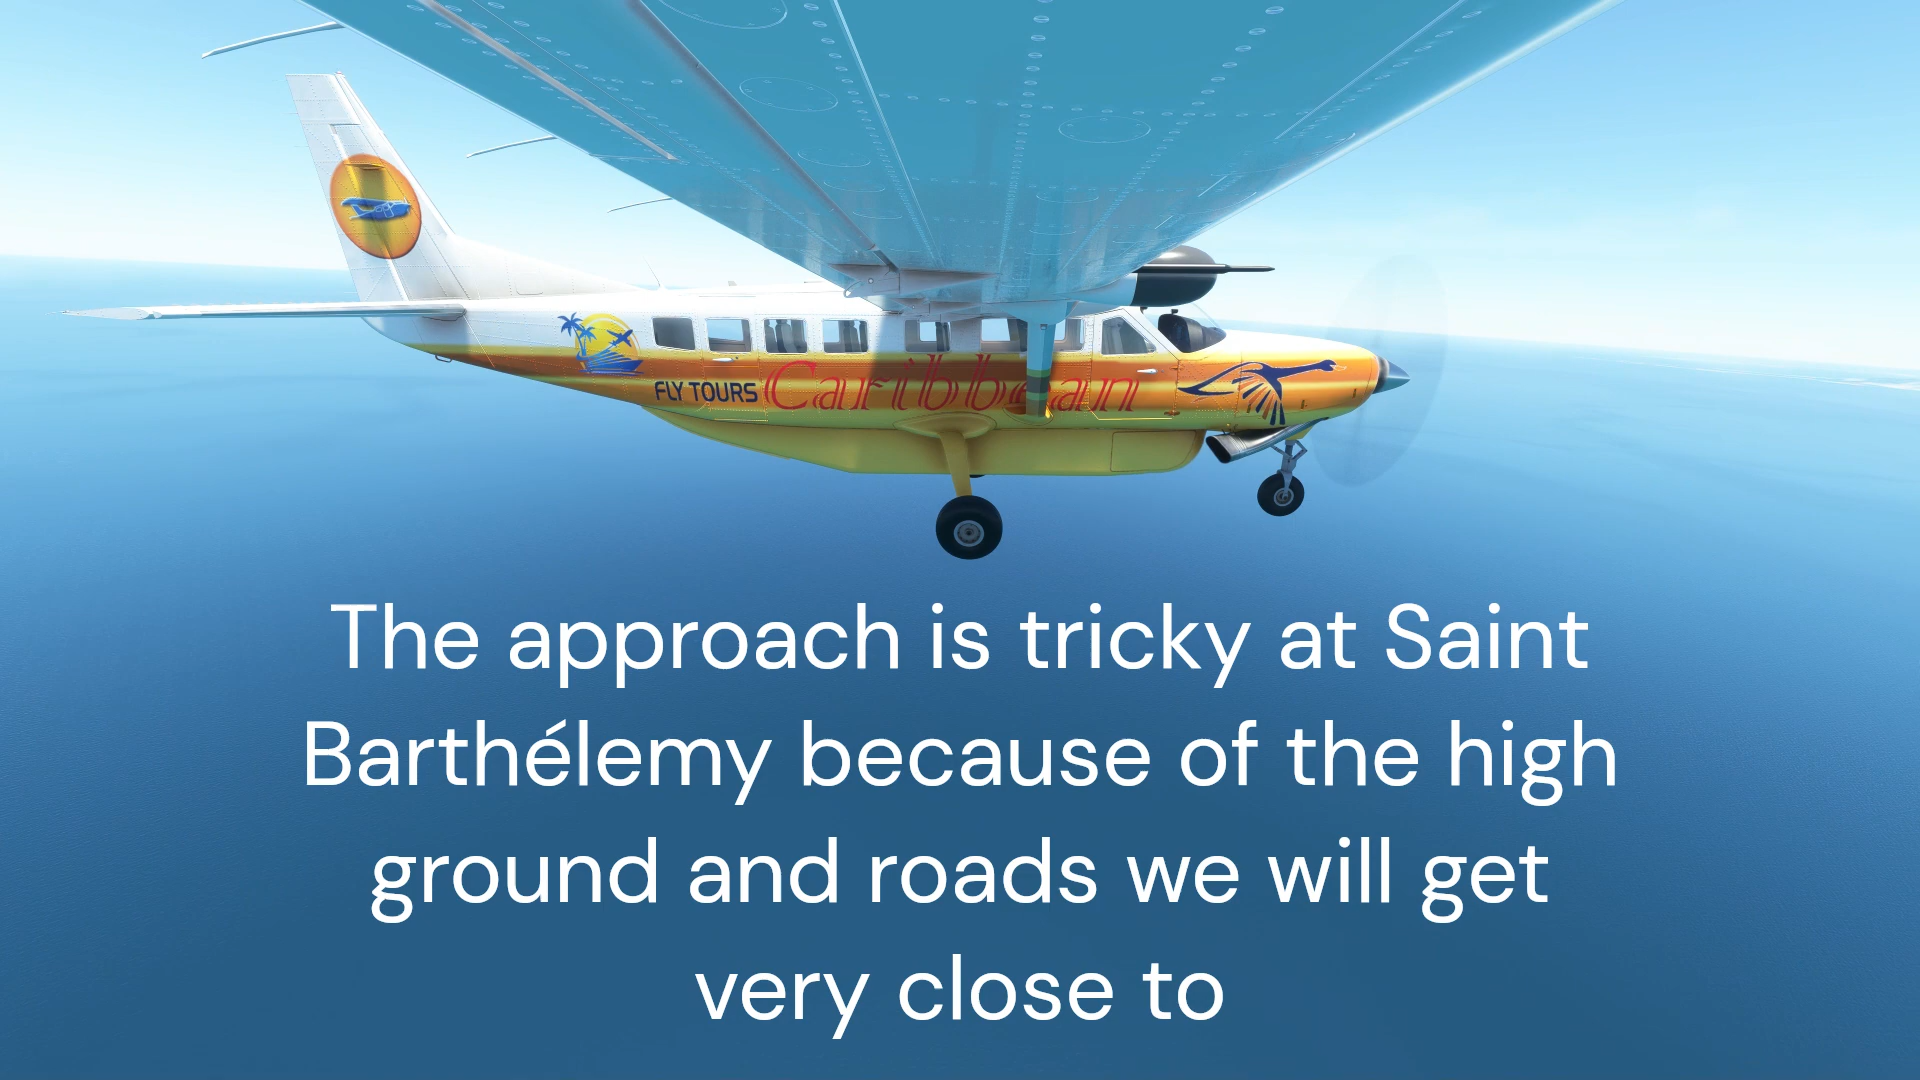 FLY TOURS Caribbean
The approach is tricky at Saint
Barthélemy because of the high
ground and roads we will get
very close to